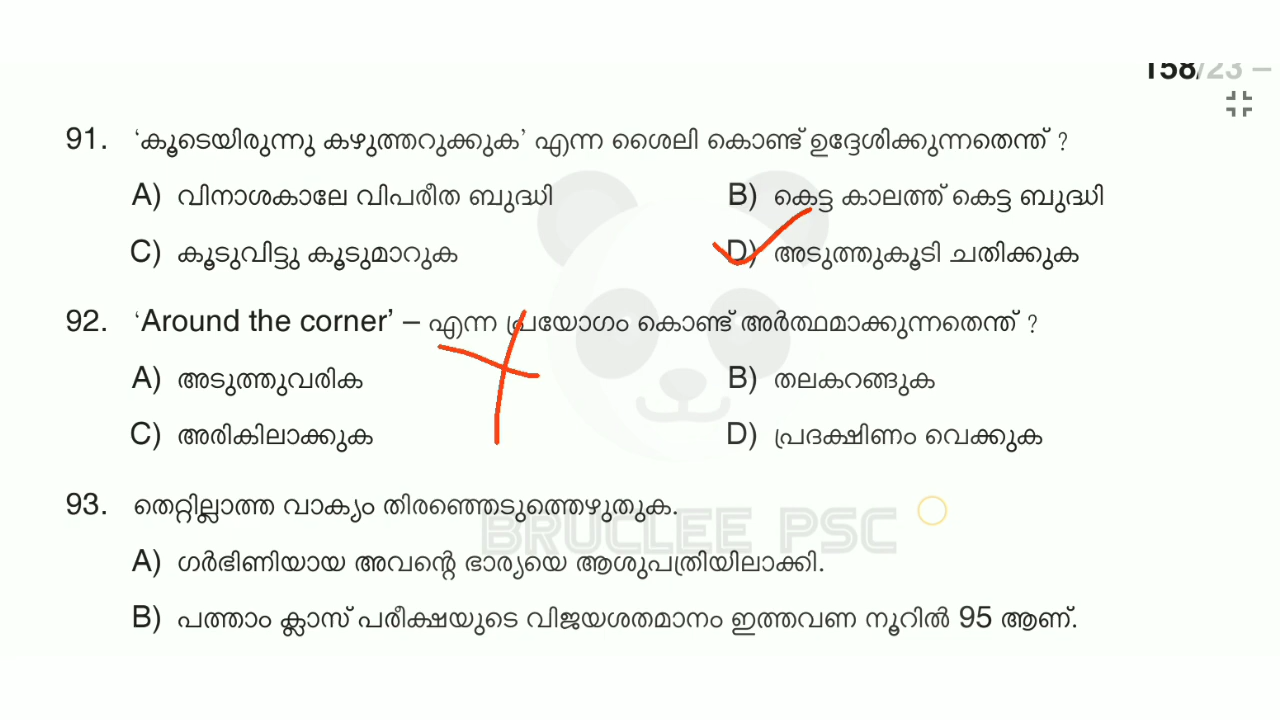 158/23 –
91. ‘കൂടെയിരുന്നു കഴുത്തറുക്കുക’ എന്ന ശൈലി കൊണ്ട് ഉദ്ദേശിക്കുന്നതെന്ത് ?
A) വിനാശകാലേ വിപരീത ബുദ്ധി B) കെട്ട കാലത്ത് കെട്ട ബുദ്ധി
C) കൂടുവിട്ടു കൂടുമാറുക D) അടുത്തുകൂടി ചതിക്കുക
92. ‘Around the corner’ – എന്ന പ്രയോഗം കൊണ്ട് അർത്ഥമാക്കുന്നതെന്ത് ?
A) അടുത്തുവരിക B) തലകറങ്ങുക
C) അരികിലാക്കുക D) പ്രദക്ഷിണം വെക്കുക
93. തെറ്റില്ലാത്ത വാക്യം തിരഞ്ഞെടുത്തെഴുതുക.
BRUCLEE PSC
A) ഗർഭിണിയായ അവന്റെ ഭാര്യയെ ആശുപത്രിയിലാക്കി.
B) പത്താം ക്ലാസ് പരീക്ഷയുടെ വിജയശതമാനം ഇത്തവണ നൂറിൽ 95 ആണ്.